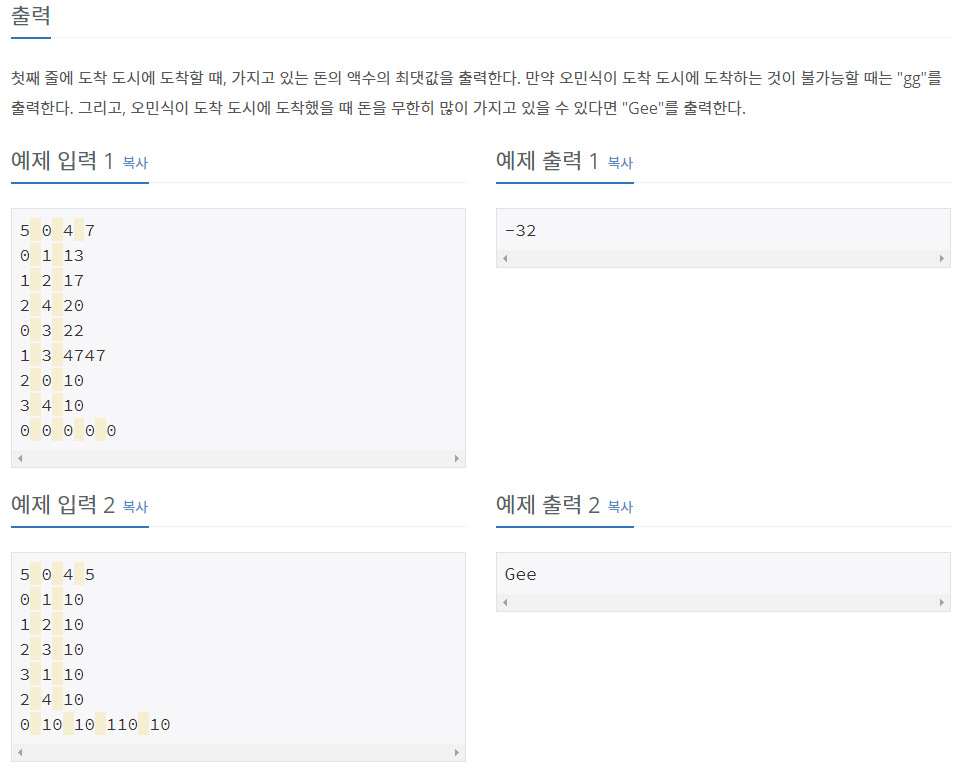 출력
첫째 줄에 도착 도시에 도착할 때, 가지고 있는 돈의 액수의 최댓값을 출력한다. 만약 오민식이 도착 도시에 도착하는 것이 불가능할 때는 "gg"를
출력한다. 그리고, 오민식이 도착 도시에 도착했을 때 돈을 무한히 많이 가지고 있을 수 있다면 "Gee"를 출력한다.
예제 입력 1 복사
5 0 4 7
0 1 13
1 2 17
2 4 20
0 3 22
1 3 4747
2 0 10
3 4 10
0 0 0 0 0
예제 출력 1 복사
-32
예제 입력 2 복사
5 0 4 5
0 1 10
1 2 10
2 3 10
3 1 10
2 4 10
0 10 10 110 10
예제 출력 2 복사
Gee